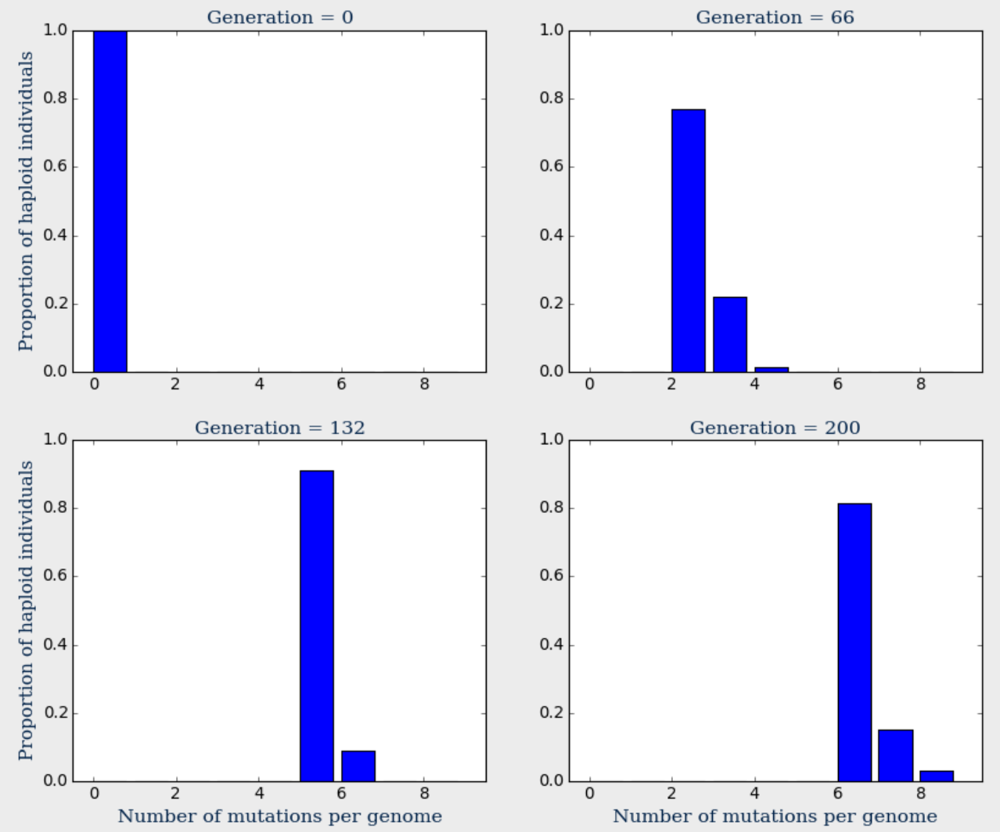 Generation = 0
Proportion of haploid individuals
1.0
0.8
0.6
0.4
0.2
0.0
0 2 4 6 8
Generation = 66
1.0
0.8
0.6
0.4
0.2
0.0
0 2 4 6 8
Generation = 132
Proportion of haploid individuals
1.0
0.8
0.6
0.4
0.2
0.0
0 2 4 6 8
Number of mutations per genome
Generation = 200
1.0
0.8
0.6
0.4
0.2
0.0
0 2 4 6 8
Number of mutations per genome